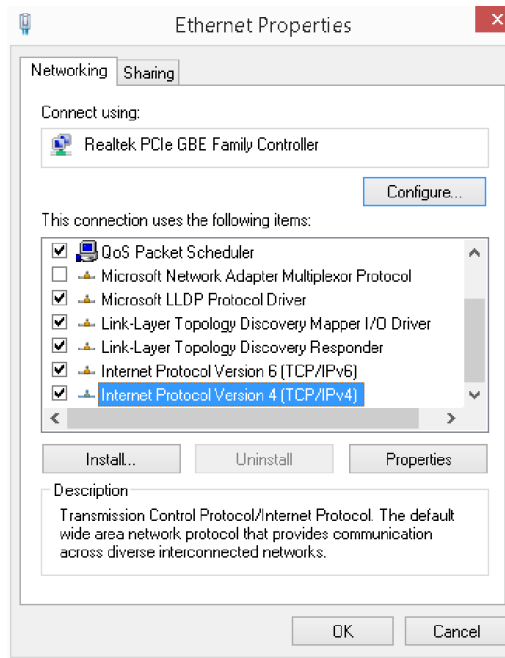 Ethernet Properties
Networking
Sharing
Connect using:
Realtek PCIe GBE Family Controller
Configure...
This connection uses the following items:
QoS Packet Scheduler
Microsoft Network Adapter Multiplexor Protocol
Microsoft LLDP Protocol Driver
Link-Layer Topology Discovery Mapper I/O Driver
Link-Layer Topology Discovery Responder
Internet Protocol Version 6 (TCP/IPv6)
Internet Protocol Version 4 (TCP/IPv4)
Install...
Uninstall
Properties
Description
Transmission Control Protocol/Internet Protocol. The default
wide area network protocol that provides communication
across diverse interconnected networks.
OK
Cancel